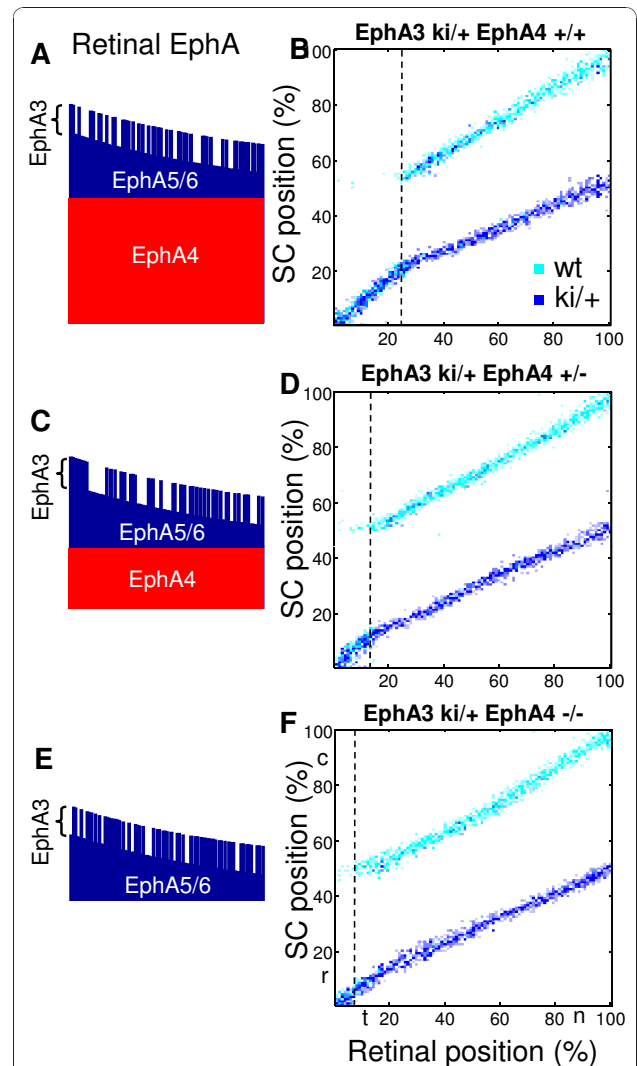 A
Retinal EphA
EphA3
EphA5/6
EphA4
B
EphA3 ki/+ EphA4 +/+
SC position (%)
100
80
60
40
20
wt
ki/+
20 40 60 80 100
C
EphA3
EphA5/6
EphA4
D
EphA3 ki/+ EphA4 +/-
SC position (%)
100
80
60
40
20
20 40 60 80 100
E
EphA3
EphA5/6
F
EphA3 ki/+ EphA4 -/-
SC position (%)
100
c
80
60
40
20
r
t 20 40 60 80 n 100
Retinal position (%)